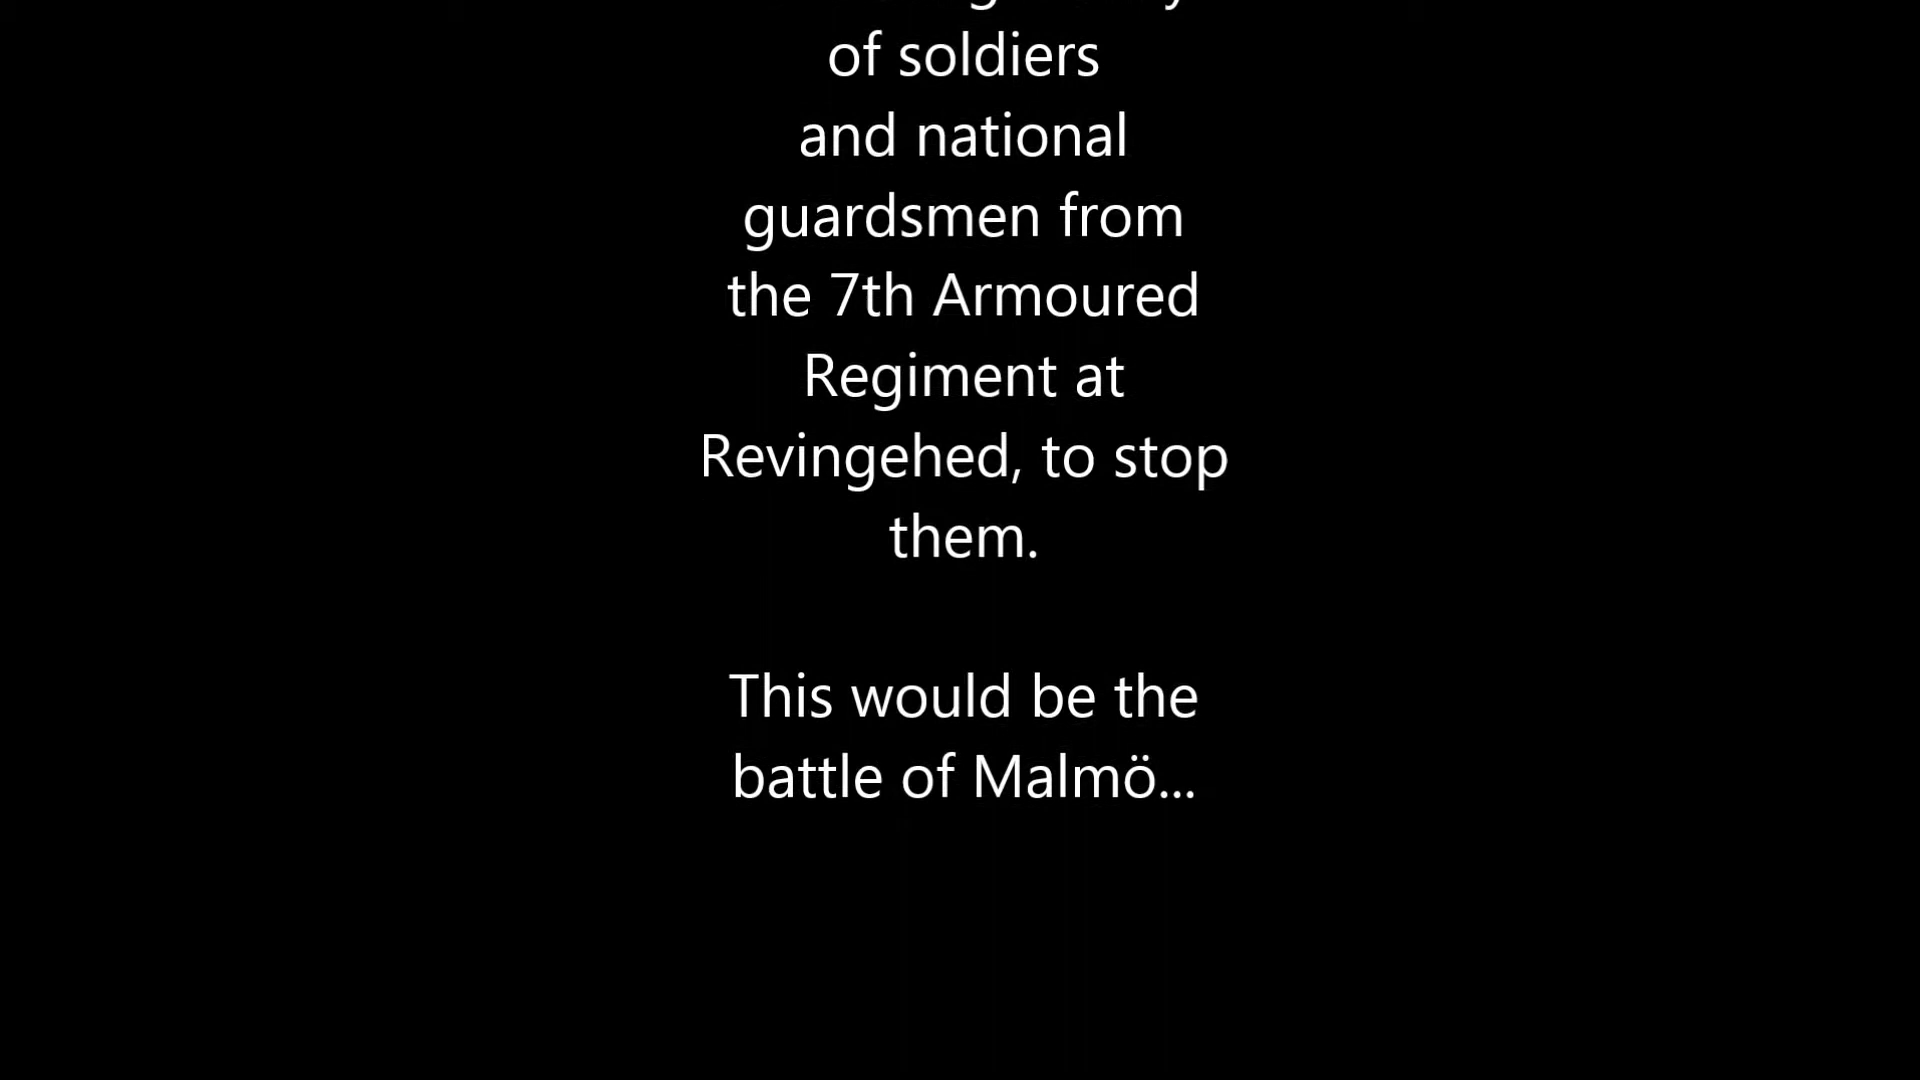 of soldiers
and national
guardsmen from
the 7th Armoured
Regiment at
Revingehed, to stop
them.
This would be the
battle of Malmö...